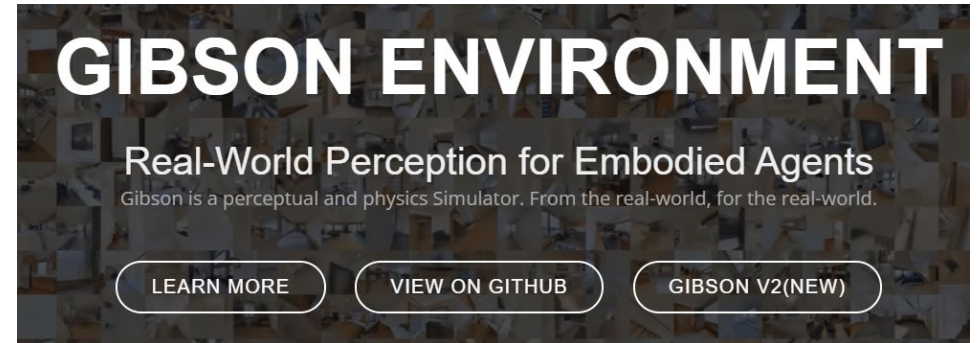 GIBSON ENVIRONMENT
Real-World Perception for Embodied Agents
Gibson is a perceptual and physics Simulator. From the real-world, for the real-world.
LEARN MORE VIEW ON GITHUB GIBSON V2(NEW)